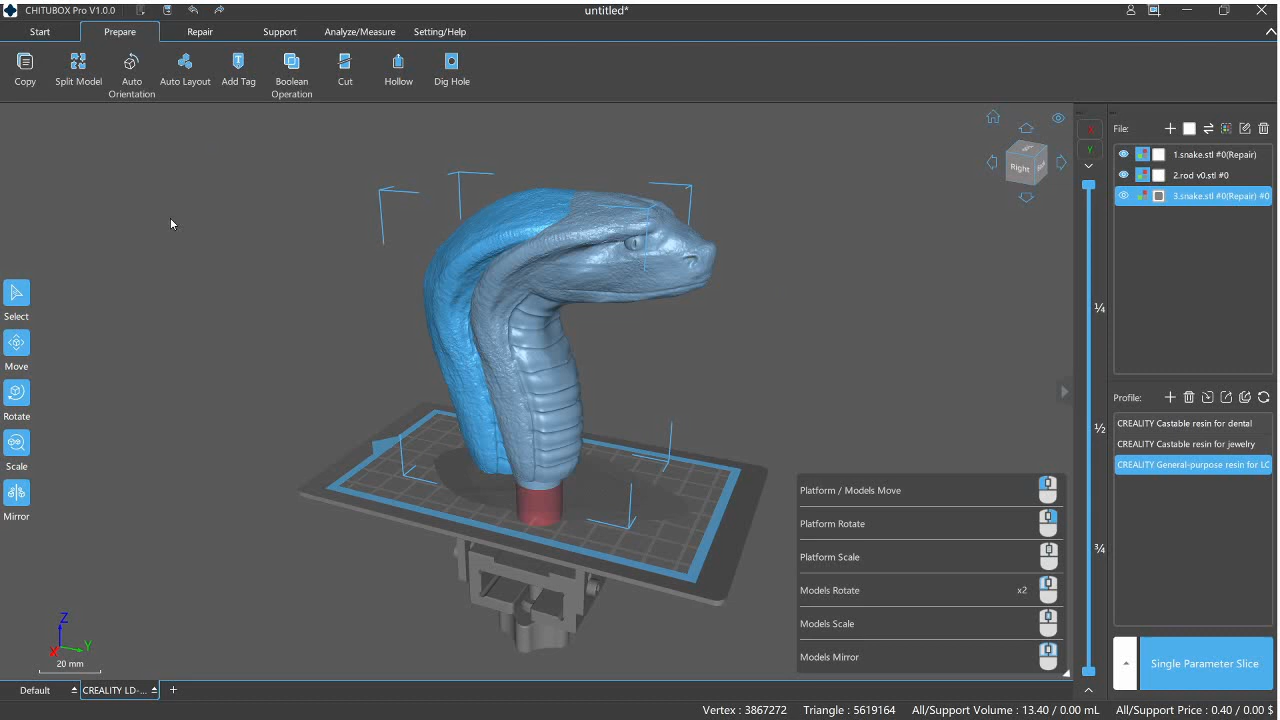 CHITUBOX Pro V1.0.0
untitled*
Start
Prepare
Repair
Support
Analyze/Measure
Setting/Help
Copy
Split Model
Auto
Orientation
Auto Layout
Add Tag
Boolean
Operation
Cut
Hollow
Dig Hole
File:
1.snake.stl #0(Repair)
2.rod v0.stl #0
3.snake.stl #0(Repair) #0
X
Y
Right
¼
½
¾
Select
Move
Rotate
Scale
Mirror
Profile:
CREALITY Castable resin for dental
CREALITY Castable resin for jewelry
CREALITY General-purpose resin for LC
Platform / Models Move
Platform Rotate
Platform Scale
Models Rotate x2
Models Scale
Models Mirror
Single Parameter Slice
Z
X
Y
20 mm
Default
CREALITY LD-...
Vertex : 3867272 Triangle : 5619164 All/Support Volume : 13.40 / 0.00 mL All/Support Price : 0.40 / 0.00 $